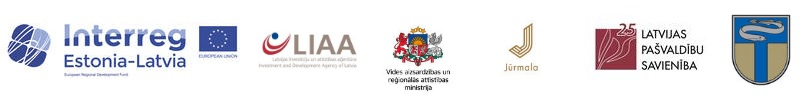 Interreg
Estonia-Latvia
European Regional Development Fund
EUROPEAN UNION
LIAA
Latvijas Investīciju un attīstības aģentūra
Investment and Development Agency of Latvia
Vides aizsardzības un
reģionālās attīstības
ministrija
Jūrmala
25
LATVIJAS
PAŠVALDĪBU
SAVIENĪBA